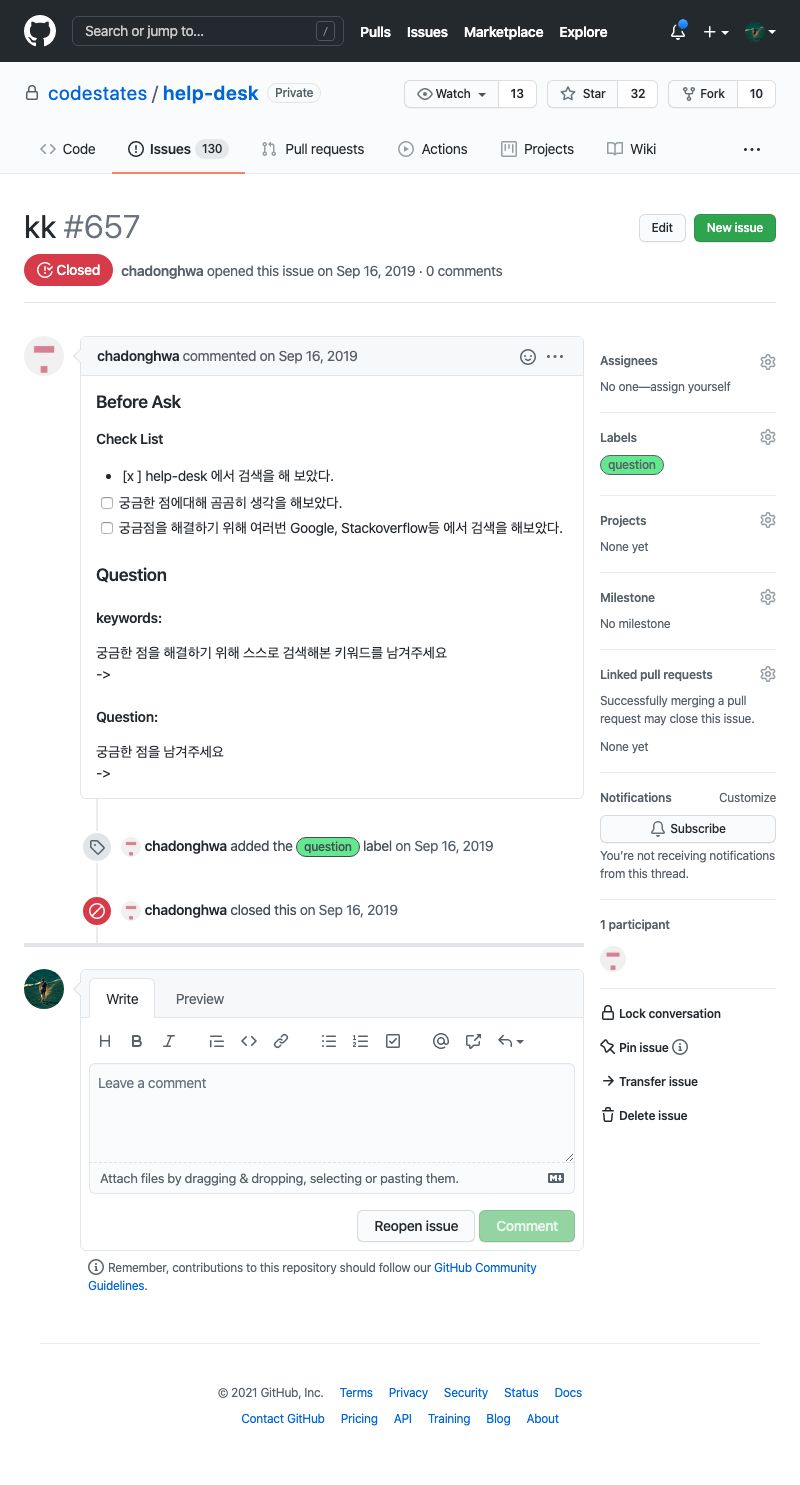 Search or jump to... /
Pulls Issues Marketplace Explore
codestates / help-desk Private
Watch 13 Star 32 Fork 10
Code Issues 130 Pull requests Actions Projects Wiki ...
kk #657
Edit New issue
Closed chadonghwa opened this issue on Sep 16, 2019 · 0 comments
chadonghwa commented on Sep 16, 2019
Before Ask
Check List
• [x ] help-desk 에서 검색을 해 보았다.
궁금한 점에대해 곰곰히 생각을 해보았다.
궁금점을 해결하기 위해 여러번 Google, Stackoverflow등 에서 검색을 해보았다.
Question
keywords:
궁금한 점을 해결하기 위해 스스로 검색해본 키워드를 남겨주세요
->
Question:
궁금한 점을 남겨주세요
->
chadonghwa added the question label on Sep 16, 2019
chadonghwa closed this on Sep 16, 2019
Assignees
No one—assign yourself
Labels
question
Projects
None yet
Milestone
No milestone
Linked pull requests
Successfully merging a pull
request may close this issue.
None yet
Notifications Customize
Subscribe
You're not receiving notifications
from this thread.
1 participant
Lock conversation
Pin issue
Transfer issue
Delete issue
Write Preview
H B I
Leave a comment
Attach files by dragging & dropping, selecting or pasting them.
Reopen issue Comment
Remember, contributions to this repository should follow our GitHub Community
Guidelines.
© 2021 GitHub, Inc. Terms Privacy Security Status Docs
Contact GitHub Pricing API Training Blog About